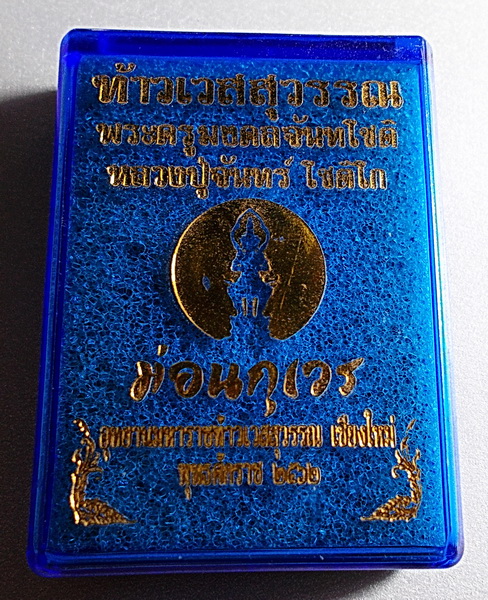 ท้าวเวสสุวรรณ
พระครูมงคลจันทโชติ
หลวงปู่จันทร์ โชติโก
ม่อนกุเวร
อุทยานมหาราชท้าวเวสสุวรรณ เชียงใหม่
พุทธศักราช ๒๕๖๒